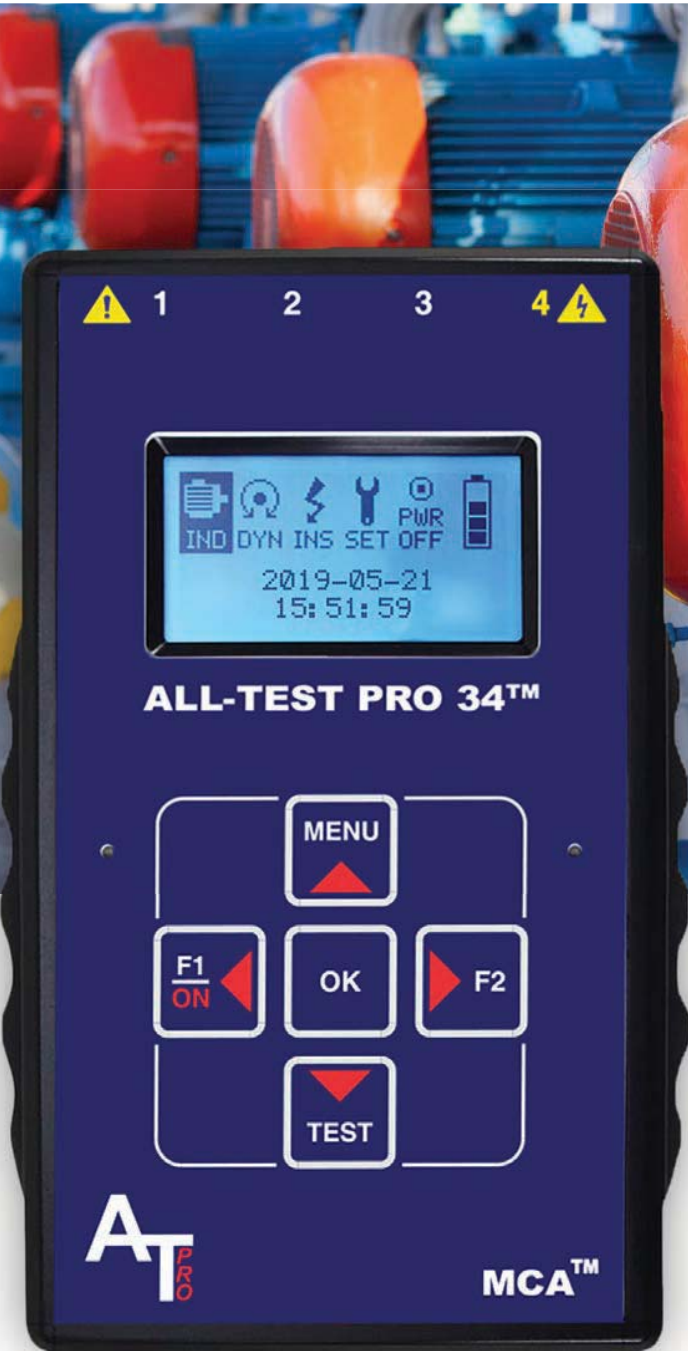 1 2 3 4
IND DYN INS SET PWR OFF
2019-05-21
15:51:59
ALL-TEST PRO 34™
MENU
F1 ON
OK
F2
TEST
AT PRO
MCA™